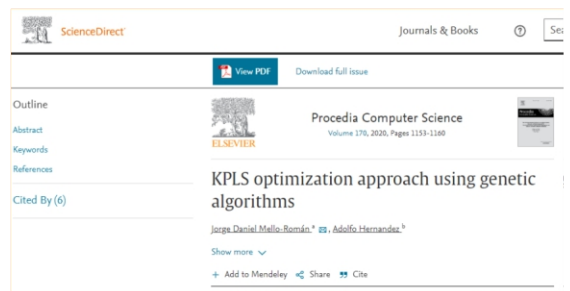 ScienceDirect
Journals & Books
?
View PDF
Download full issue
Outline
Abstract
Keywords
References
Cited By (6)
ELSEVIER
Procedia Computer Science
Volume 170, 2020, Pages 1153-1160
KPLS optimization approach using genetic
algorithms
Jorge Daniel Mello-Román a, Adolfo Hernandez b
Show more
+ Add to Mendeley Share Cite